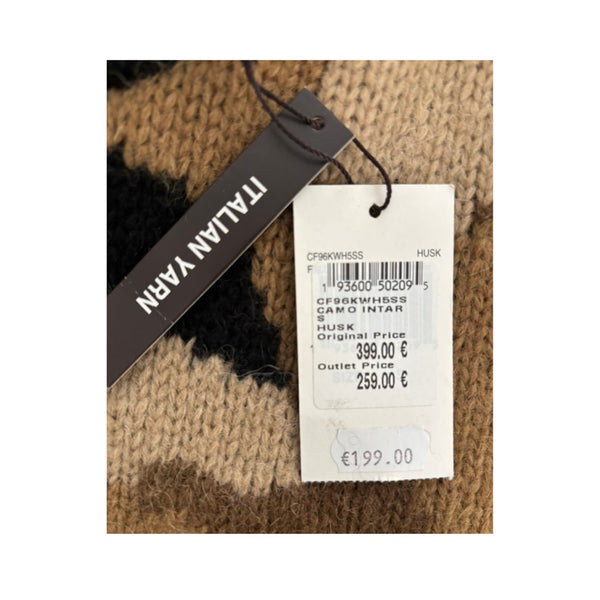 ITALIAN YARN
CF96KWH5SS HUSK
1 93600 50209 5
CF96KWH5SS
CAMO INTAR
S
HUSK
Original Price
399.00 €
Outlet Price
259.00 €
€199.00